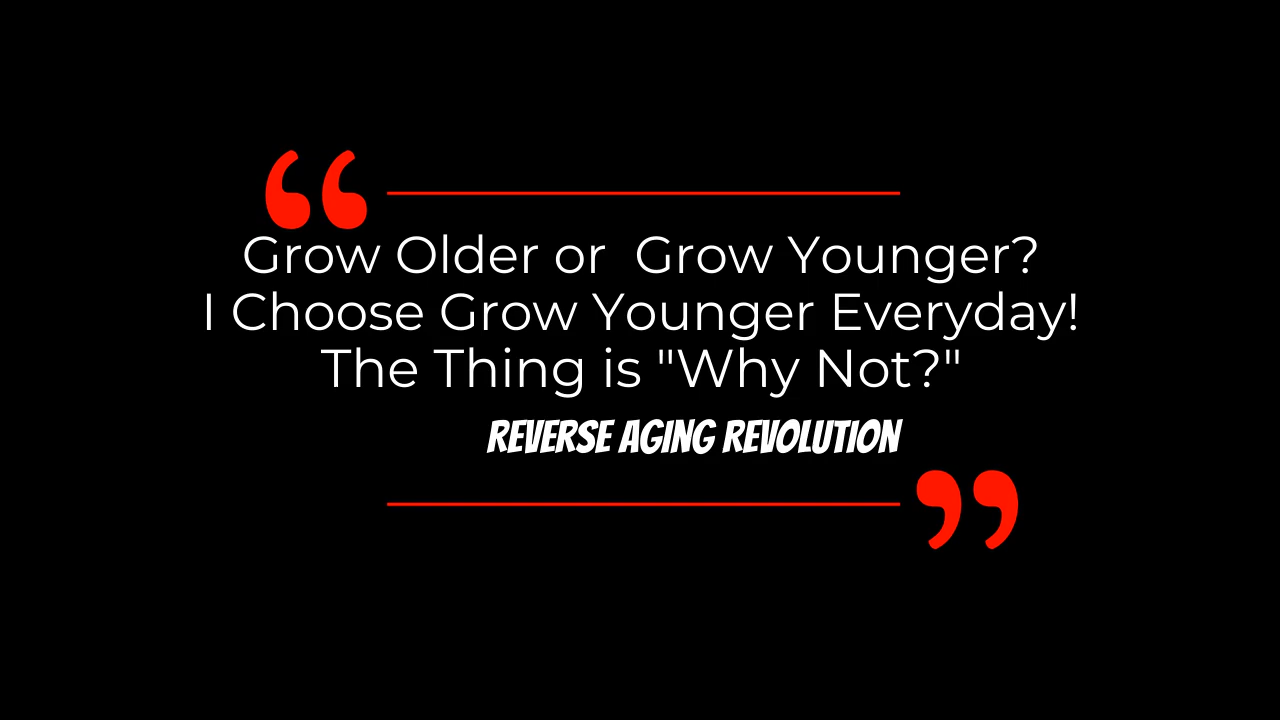 Grow Older or  Grow Younger?
I Choose Grow Younger Everyday!
The Thing is "Why Not?"
REVERSE AGING REVOLUTION